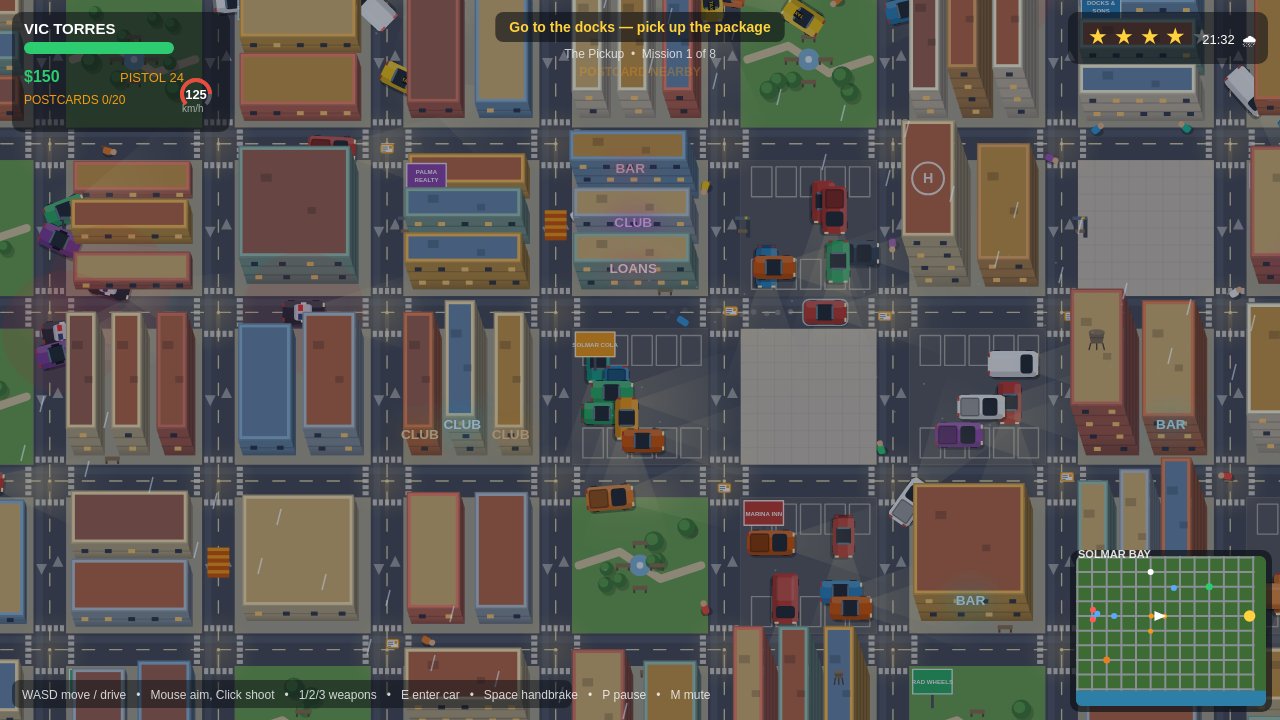 VIC TORRES
$150
PISTOL 24
POSTCARDS 0/20
125
km/h
Go to the docks — pick up the package
The Pickup • Mission 1 of 8
POSTCARD NEARBY
DOCKS &
SONS
★ ★ ★ ★
21:32
PALMA
REALTY
BAR
CLUB
LOANS
H
SOLMAR COLA
CLUB
CLUB
CLUB
BAR
MARINA INN
BAR
SOLMAR BAY
RAD WHEELS
WASD move / drive • Mouse aim, Click shoot • 1/2/3 weapons • E enter car • Space handbrake • P pause • M mute